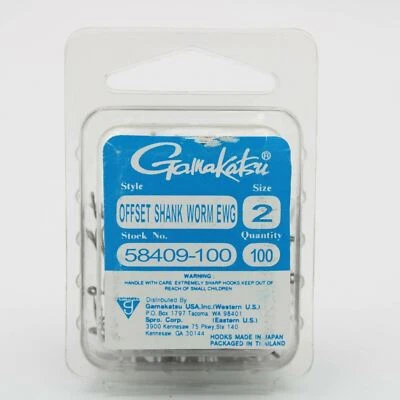 Gamakatsu®
Style Size
OFFSET SHANK WORM EWG 2
Stock No. Quantity
58409-100 100
WARNING:
HANDLE WITH CARE. EXTREMELY SHARP HOOKS.KEEP OUT
OF REACH OF SMALL CHILDREN.
Distributed By
Gamakatsu USA,Inc.(Western U.S.)
P.O. Box 1797 Tacoma, WA 98401
Spro. Corp. (Eastern U.S.)
3900 Kennesaw 75 Pkwy,Ste 140
Kennesaw, GA 30144
HOOKS MADE IN JAPAN
PACKAGED IN THAILAND